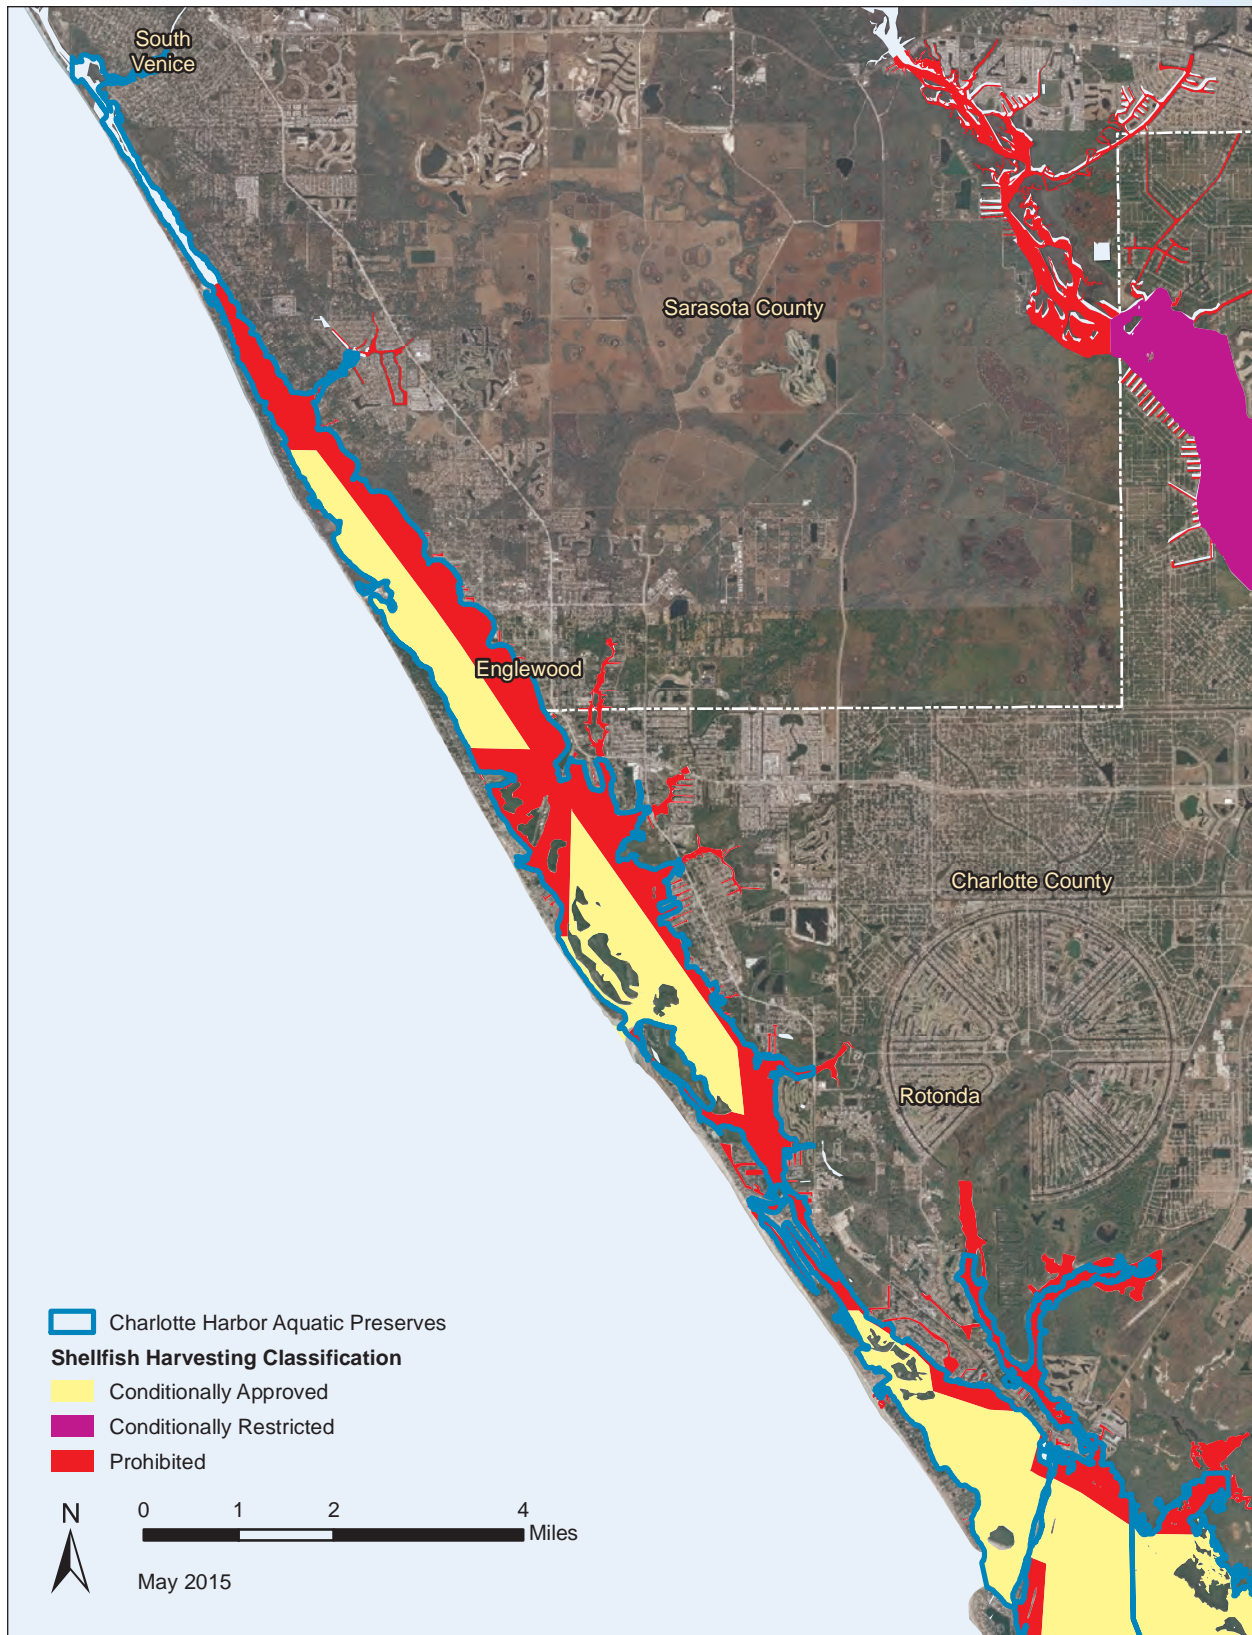 South
Venice
Sarasota County
Englewood
Charlotte County
Rotonda
Charlotte Harbor Aquatic Preserves
Shellfish Harvesting Classification
Conditionally Approved
Conditionally Restricted
Prohibited
N
0 1 2 4
Miles
May 2015